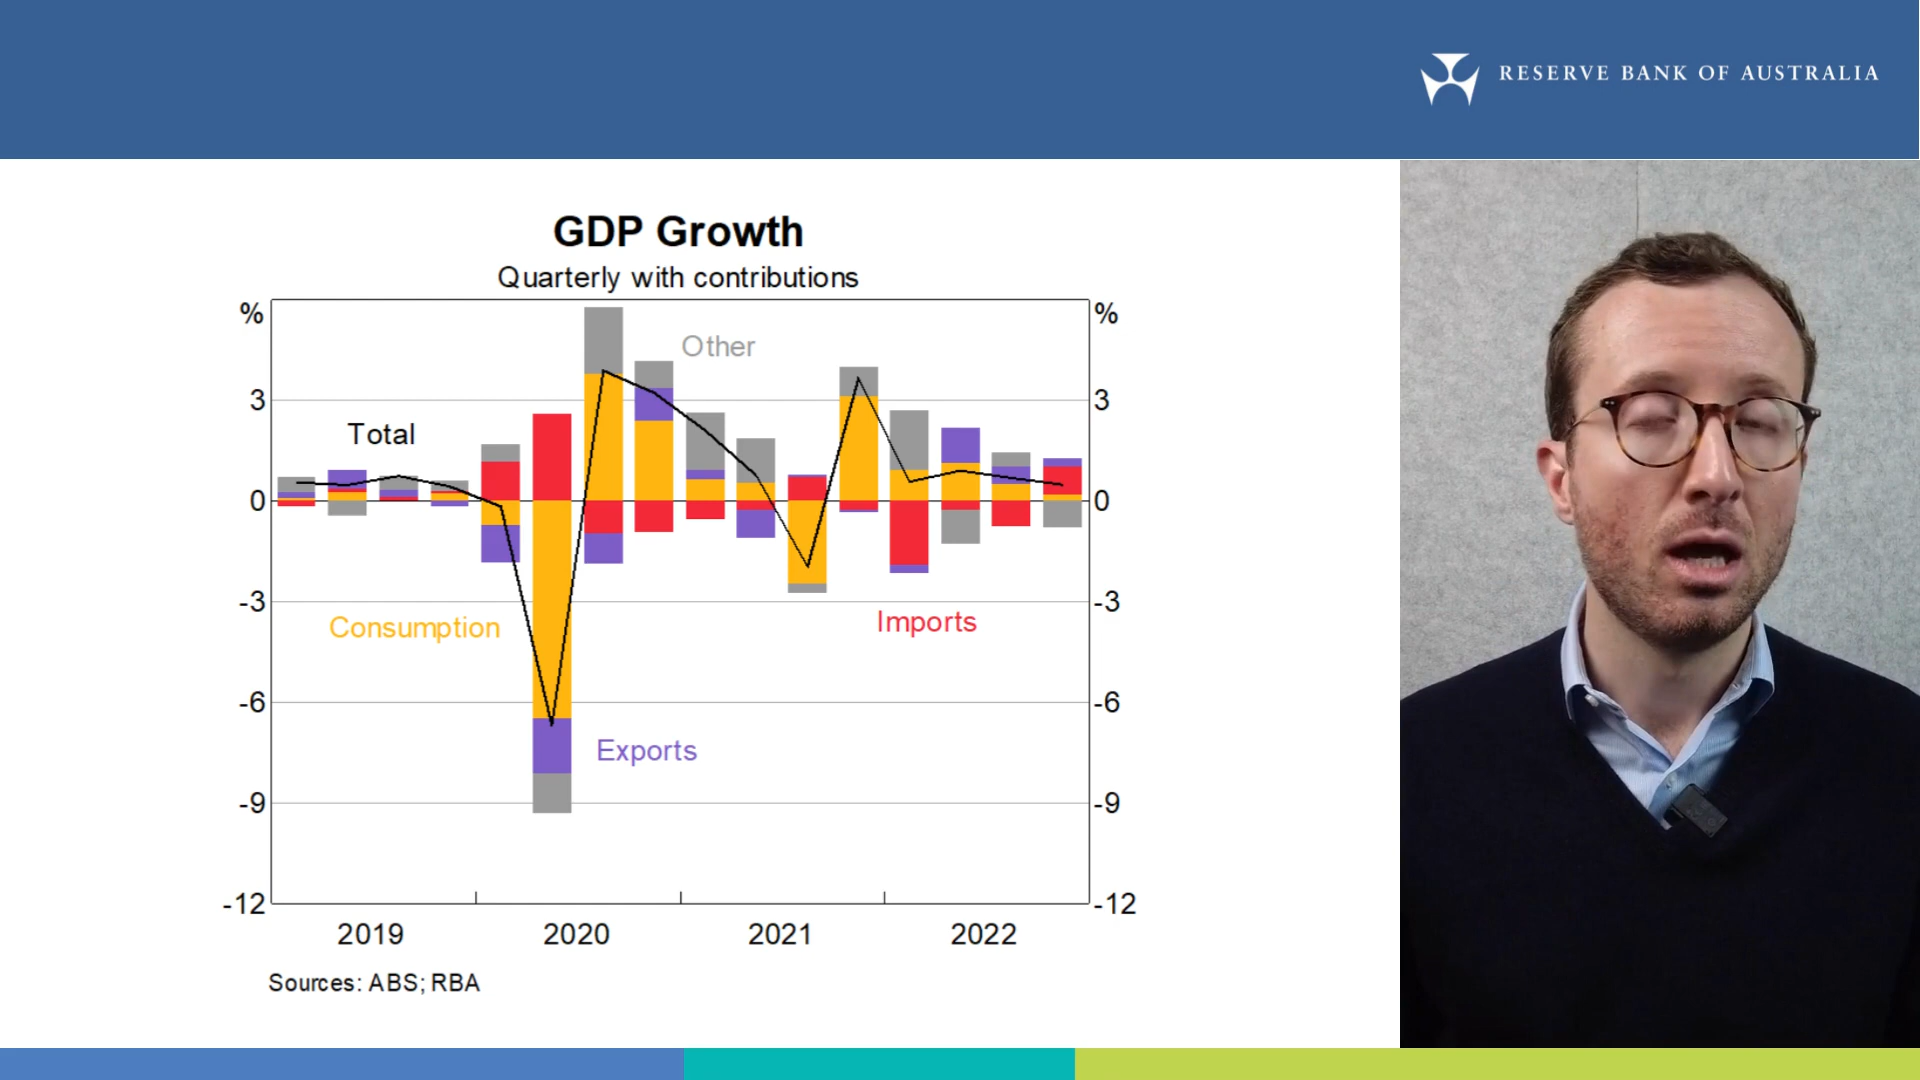 RESERVE BANK OF AUSTRALIA
GDP Growth
Quarterly with contributions
% %
Other
3 3
Total
0 0
-3 -3
Consumption Imports
-6 -6
Exports
-9 -9
-12 -12
2019 2020 2021 2022
Sources: ABS; RBA